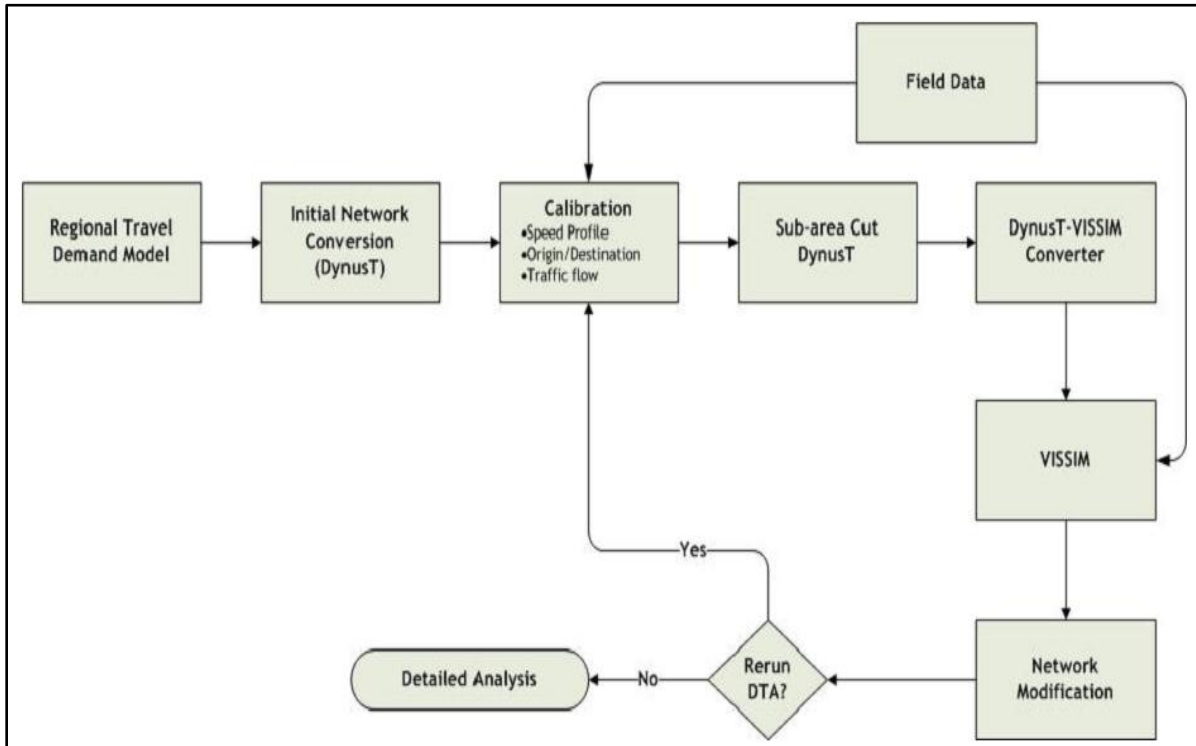 Field Data
Regional Travel
Demand Model
Initial Network
Conversion
(DynusT)
Calibration
•Speed Profile
•Origin/Destination
•Traffic flow
Sub-area Cut
DynusT
DynusT-VISSIM
Converter
VISSIM
Yes
Detailed Analysis
No
Rerun
DTA?
Network
Modification